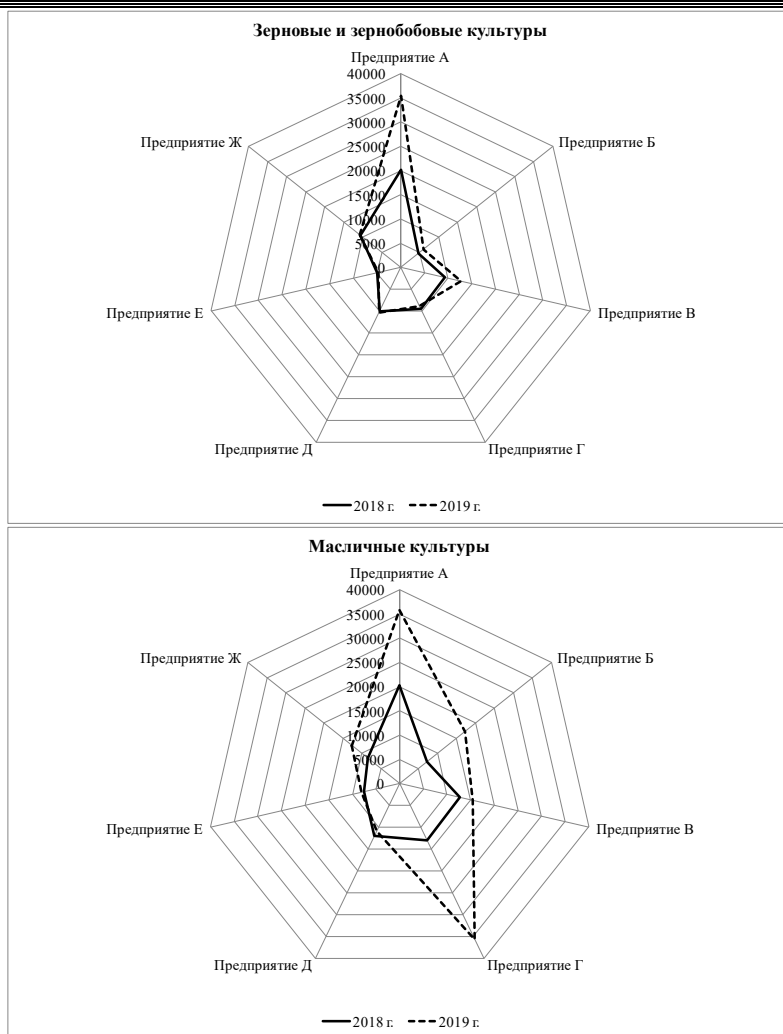 Зерновые и зернобобовые культуры
Предприятие А
40000
35000
Предприятие Ж
Предприятие Б
30000
25000
20000
15000
10000
5000
0
Предприятие Е
Предприятие В
Предприятие Д
Предприятие Г
2018 г. 2019 г.
Масличные культуры
Предприятие А
40000
35000
Предприятие Ж
Предприятие Б
30000
25000
20000
15000
10000
5000
0
Предприятие Е
Предприятие В
Предприятие Д
Предприятие Г
2018 г. 2019 г.